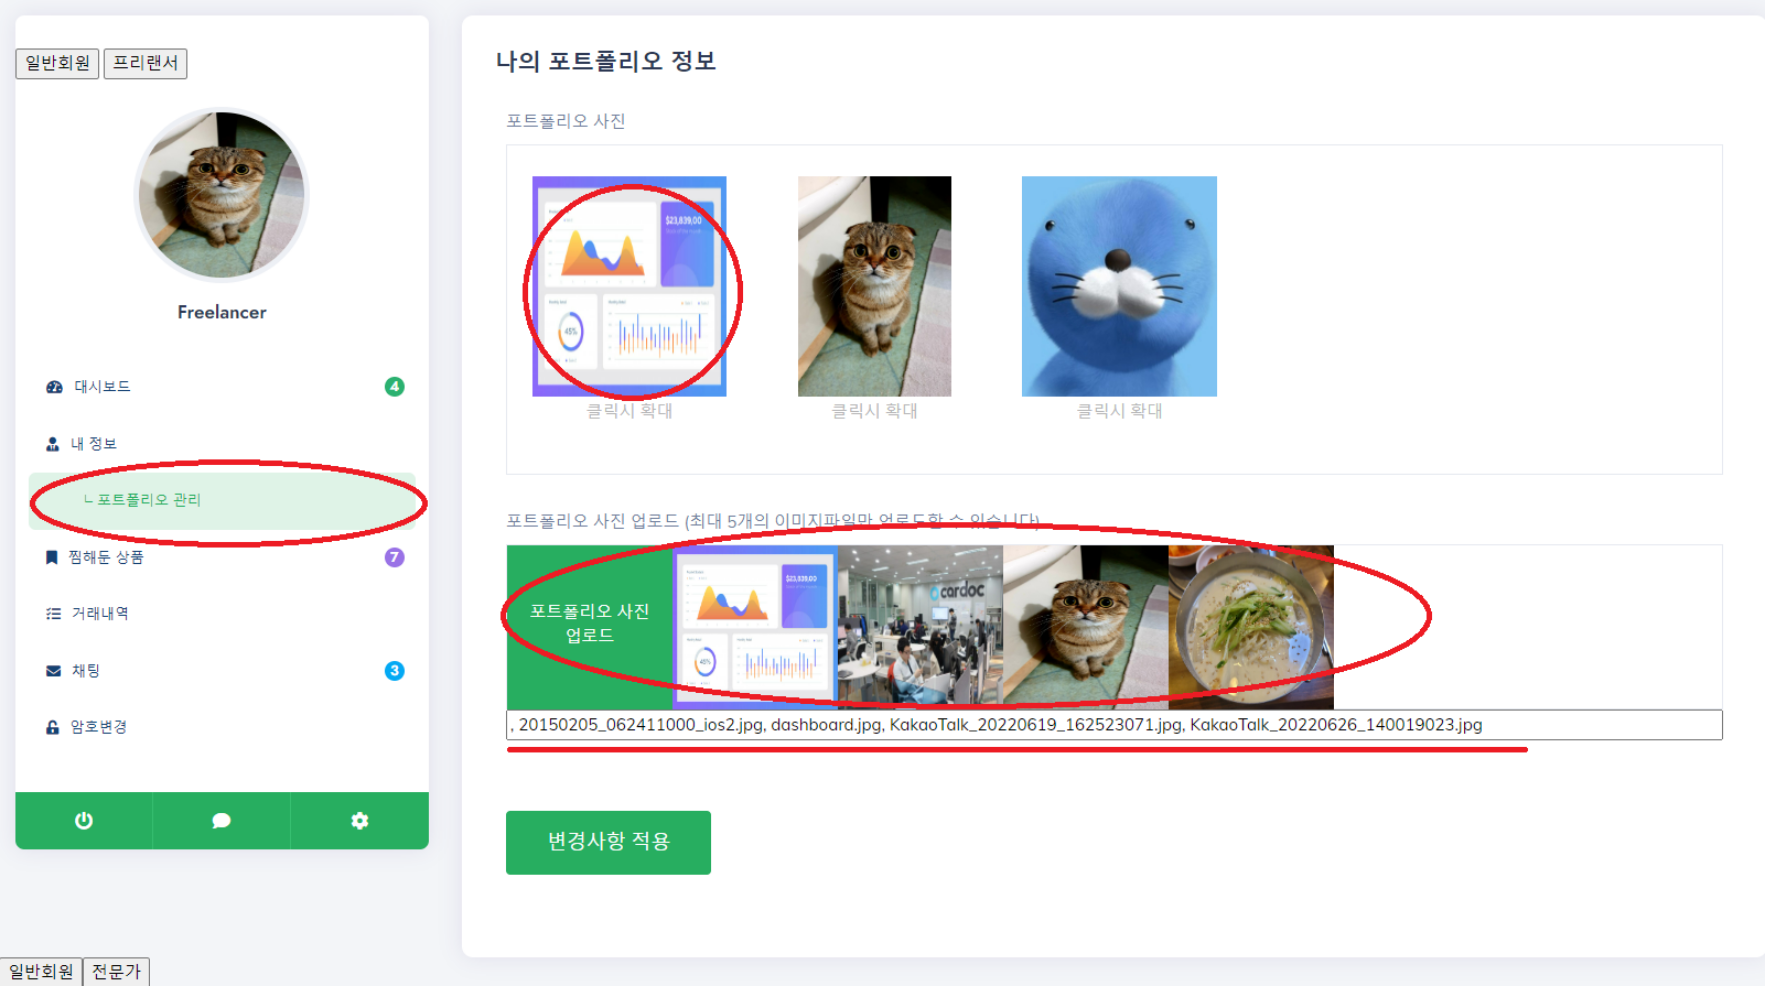 일반회원 프리랜서
Freelancer
대시보드 4
내 정보
ㄴ 포트폴리오 관리
찜해둔 상품 7
거래내역
채팅 3
암호변경
나의 포트폴리오 정보
포트폴리오 사진
$23,839.00
45%
클릭시 확대 클릭시 확대 클릭시 확대
포트폴리오 사진 업로드 (최대 5개의 이미지파일만 업로드할 수 있습니다)
포트폴리오 사진
업로드
$23,839.00
45%
cardoc
, 20150205_062411000_ios2.jpg, dashboard.jpg, KakaoTalk_20220619_162523071.jpg, KakaoTalk_20220626_140019023.jpg
변경사항 적용
일반회원 전문가